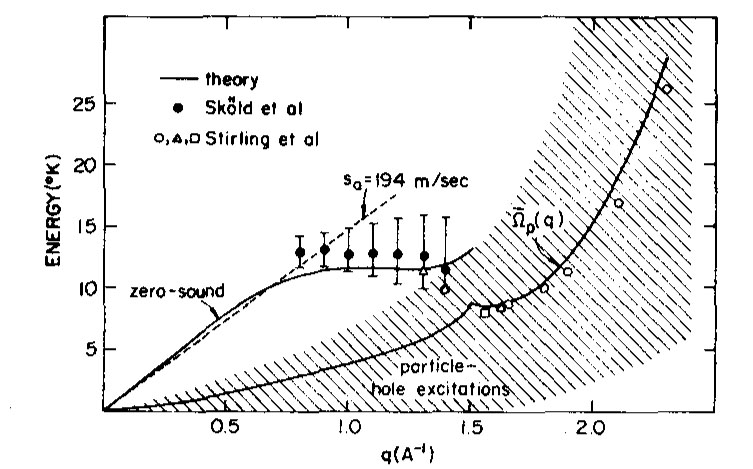 theory
Sköld et al
Stirling et al
sₐ=194 m/sec
Ω̄ₚ(q)
zero-sound
particle-
hole excitations
ENERGY(°K)
25
20
15
10
5
0.5
1.0
1.5
2.0
q(A⁻¹)